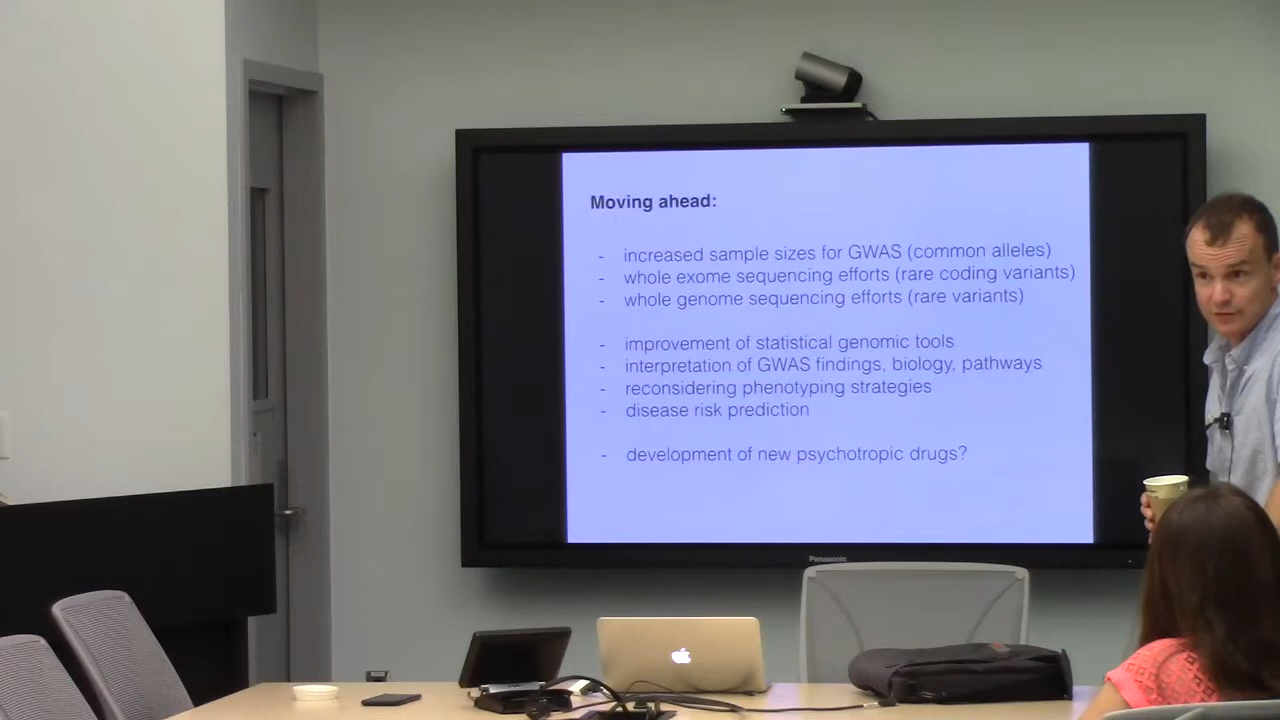 Moving ahead:
- increased sample sizes for GWAS (common alleles)
- whole exome sequencing efforts (rare coding variants)
- whole genome sequencing efforts (rare variants)
- improvement of statistical genomic tools
- interpretation of GWAS findings, biology, pathways
- reconsidering phenotyping strategies
- disease risk prediction
- development of new psychotropic drugs?
Panasonic